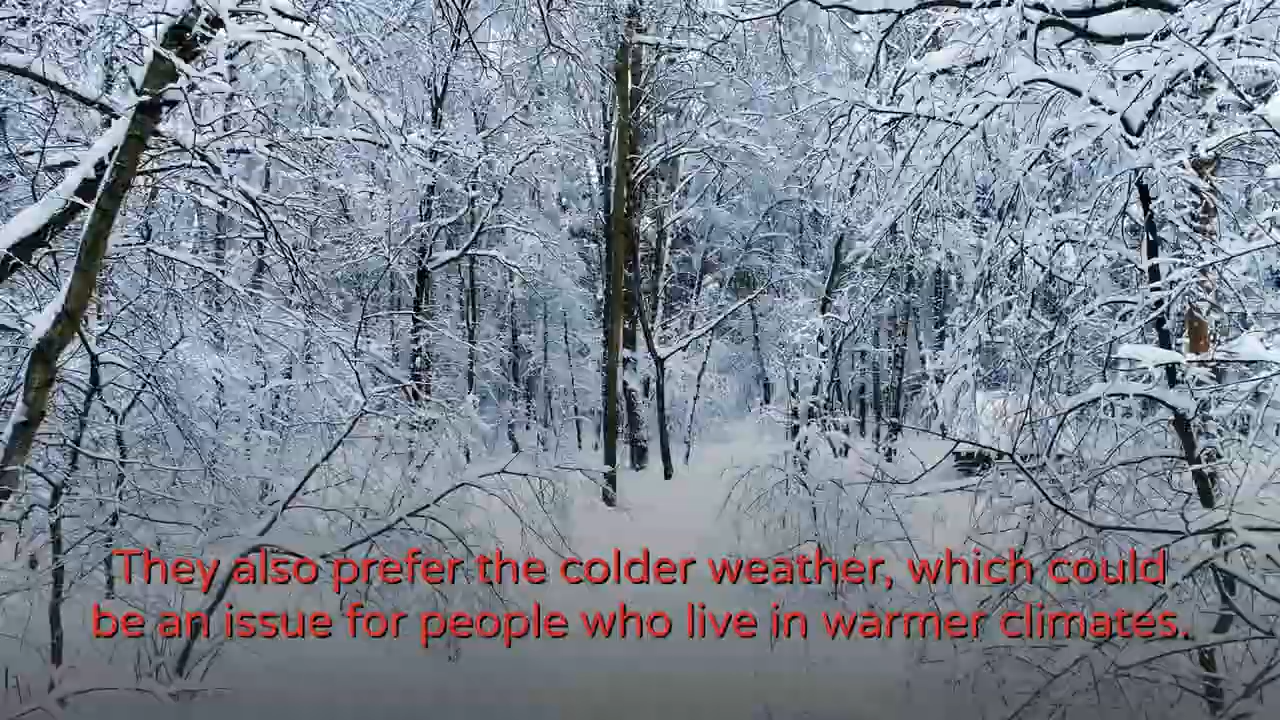 They also prefer the colder weather, which could
be an issue for people who live in warmer climates.